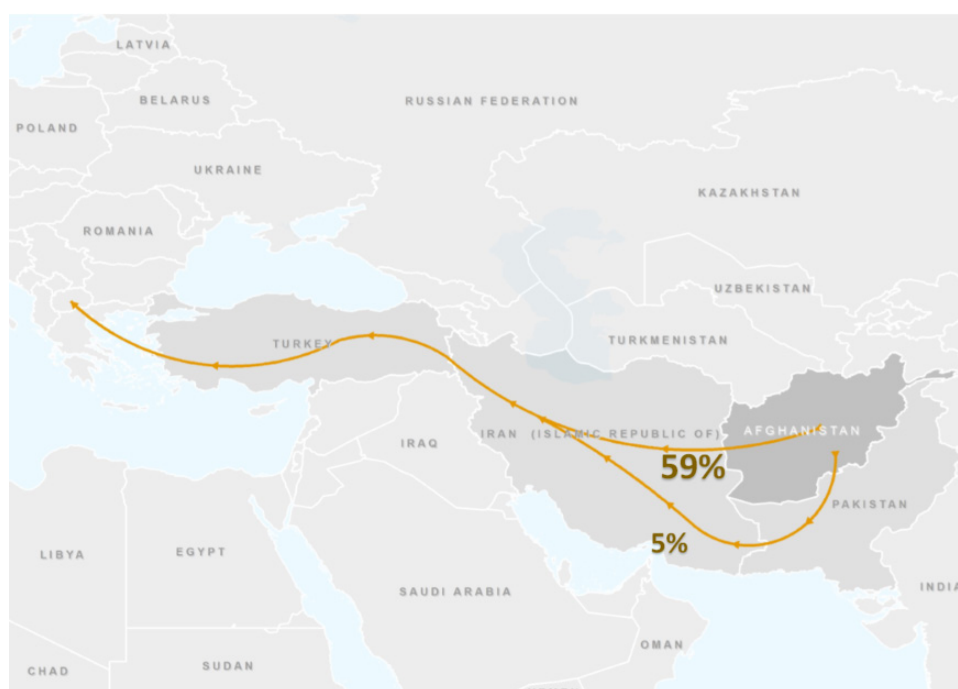 LATVIA
BELARUS
RUSSIAN FEDERATION
POLAND
UKRAINE
KAZAKHSTAN
ROMANIA
UZBEKISTAN
TURKEY
TURKMENISTAN
AFGHANISTAN
IRAN (ISLAMIC REPUBLIC OF)
IRAQ
59%
PAKISTAN
5%
LIBYA
EGYPT
SAUDI ARABIA
INDIA
OMAN
CHAD
SUDAN